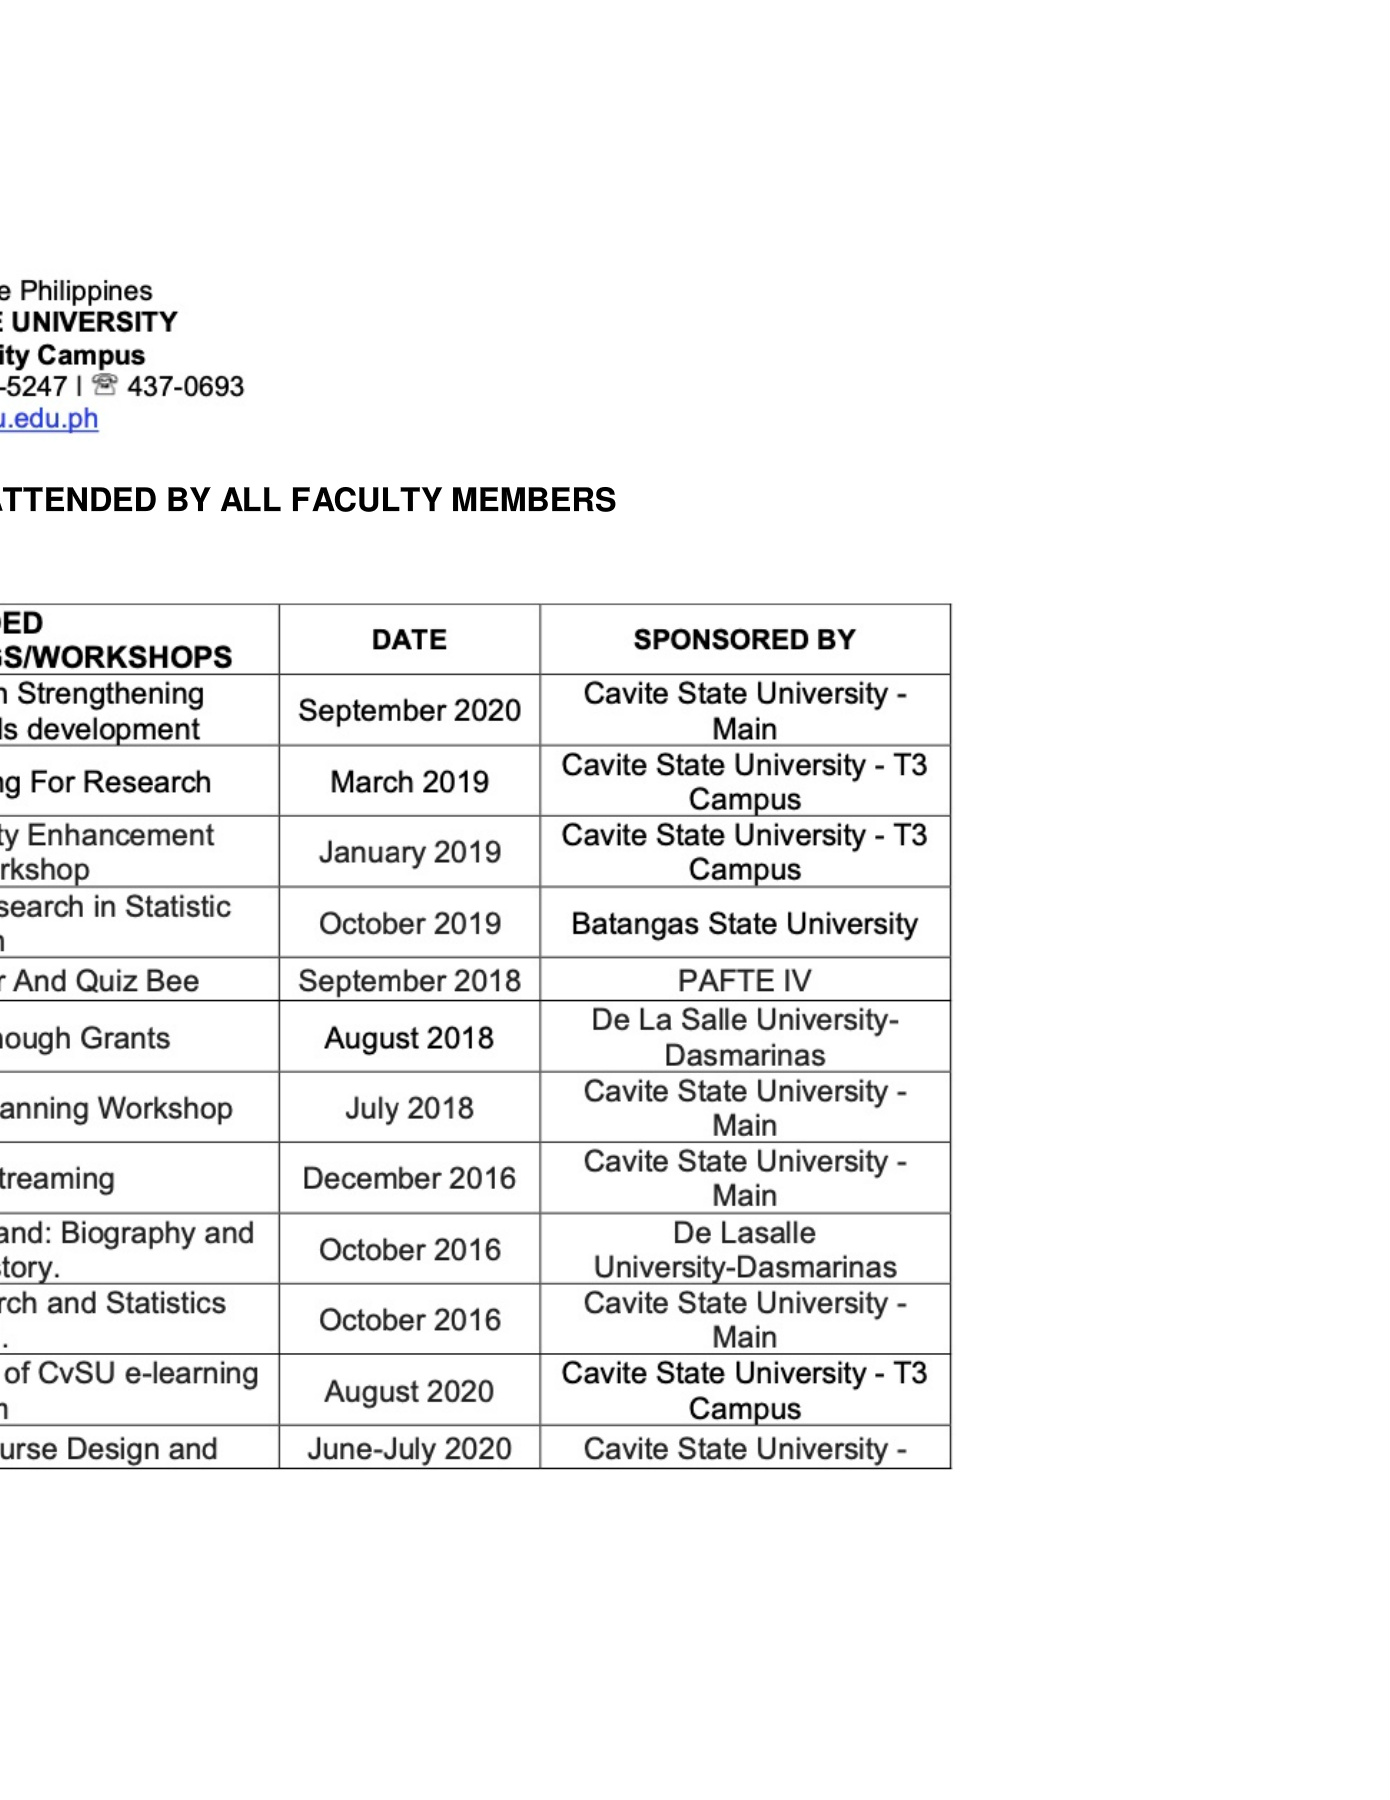 e Philippines
E UNIVERSITY
ity Campus
-5247 I ☏ 437-0693
u.edu.ph
ATTENDED BY ALL FACULTY MEMBERS
DED
GS/WORKSHOPS
DATE
SPONSORED BY
n Strengthening
ls development
September 2020
Cavite State University -
Main
ng For Research
March 2019
Cavite State University - T3
Campus
ty Enhancement
rkshop
January 2019
Cavite State University - T3
Campus
search in Statistic
n
October 2019
Batangas State University
r And Quiz Bee
September 2018
PAFTE IV
nough Grants
August 2018
De La Salle University-
Dasmarinas
anning Workshop
July 2018
Cavite State University -
Main
treaming
December 2016
Cavite State University -
Main
and: Biography and
story.
October 2016
De Lasalle
University-Dasmarinas
rch and Statistics
.
October 2016
Cavite State University -
Main
of CvSU e-learning
n
August 2020
Cavite State University - T3
Campus
urse Design and
June-July 2020
Cavite State University -